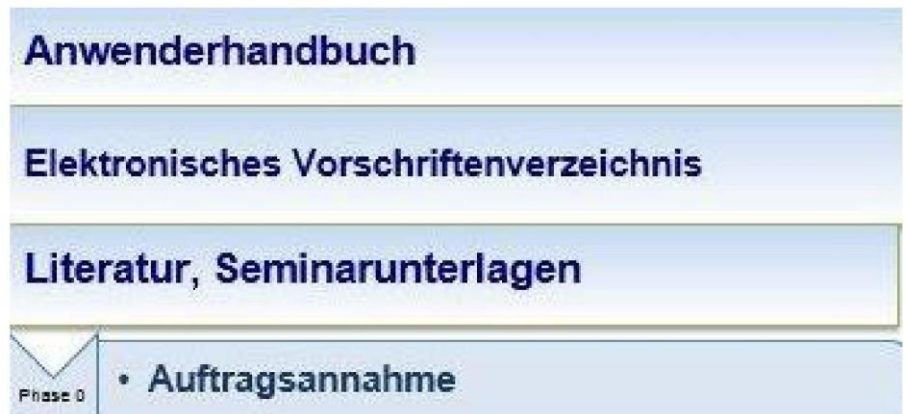 Anwenderhandbuch
Elektronisches Vorschriftenverzeichnis
Literatur, Seminarunterlagen
Phase 0
• Auftragsannahme